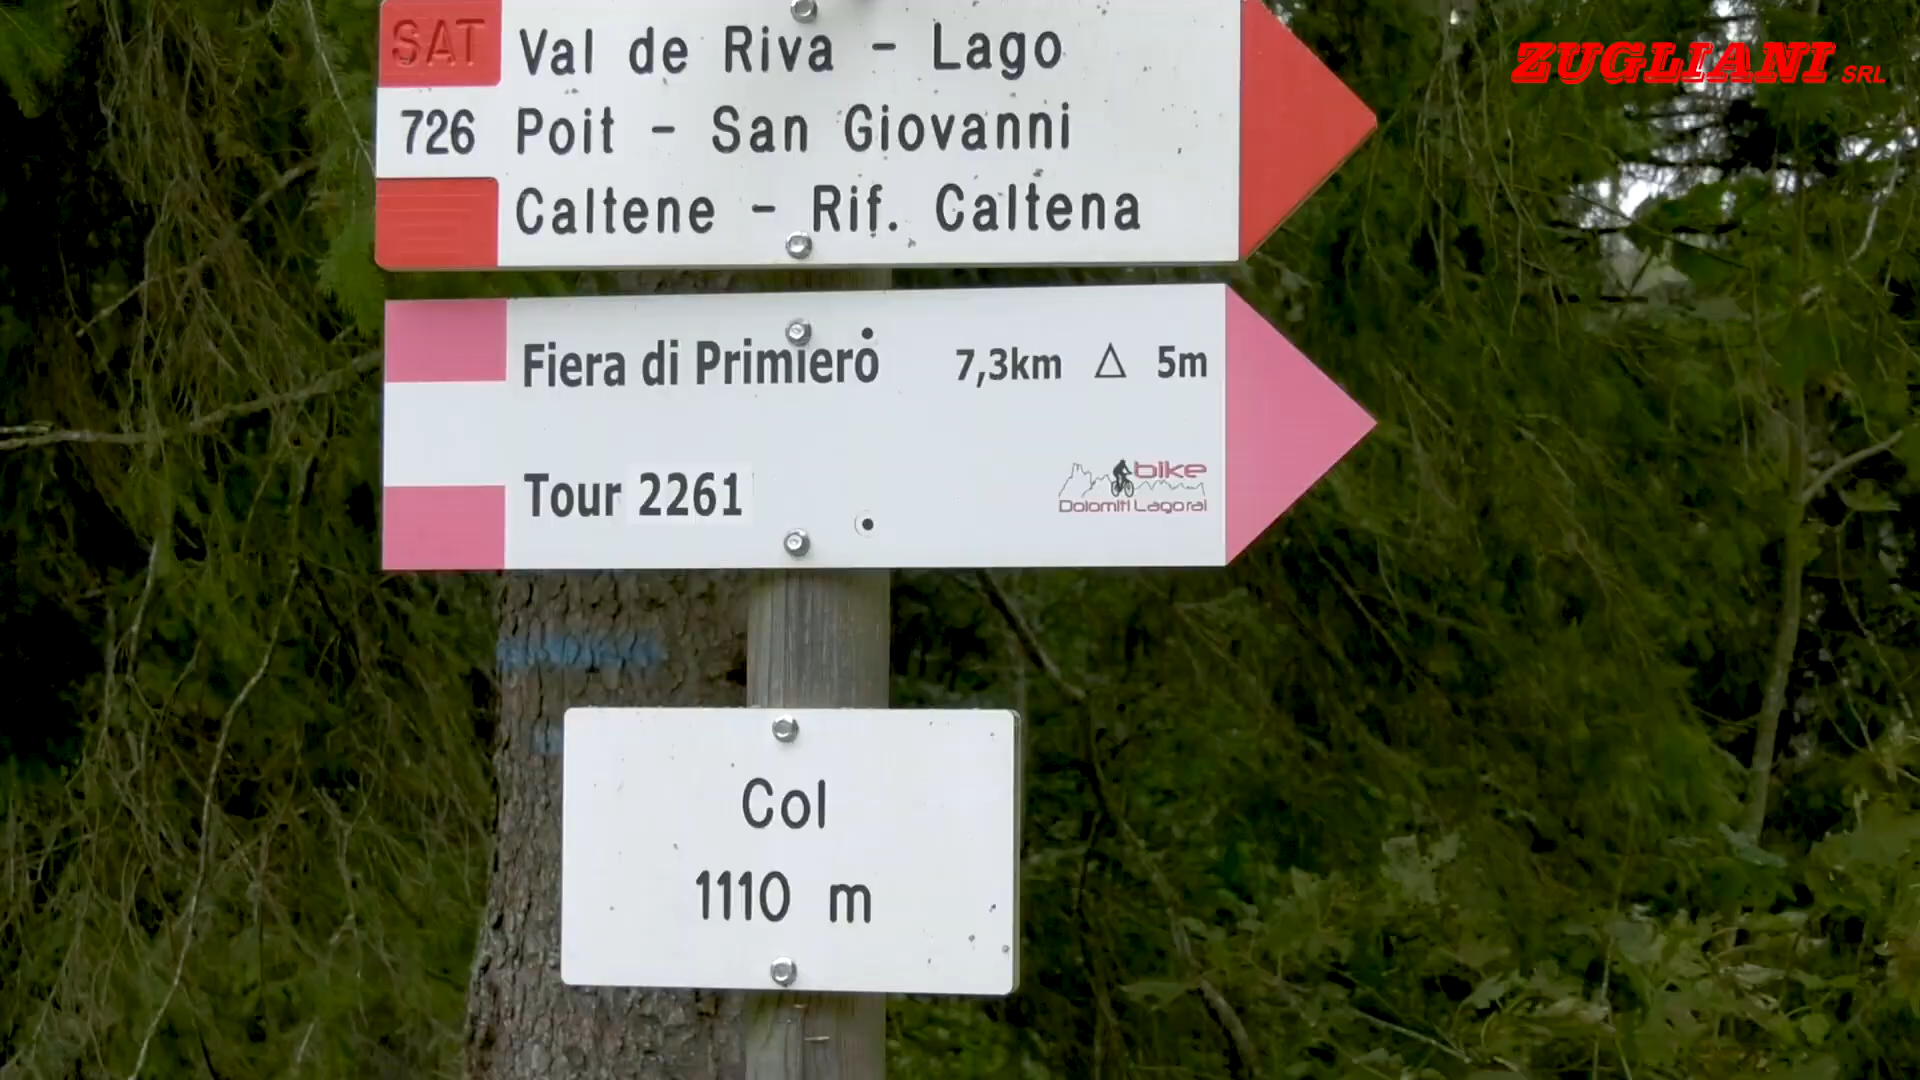 ZUGLIANI SRL
SAT
Val de Riva - Lago
726 Poit - San Giovanni
Caltene - Rif. Caltena
Fiera di Primiero 7,3km Δ 5m
bike
Dolomiti Lagorai
Tour 2261
Col
1110 m